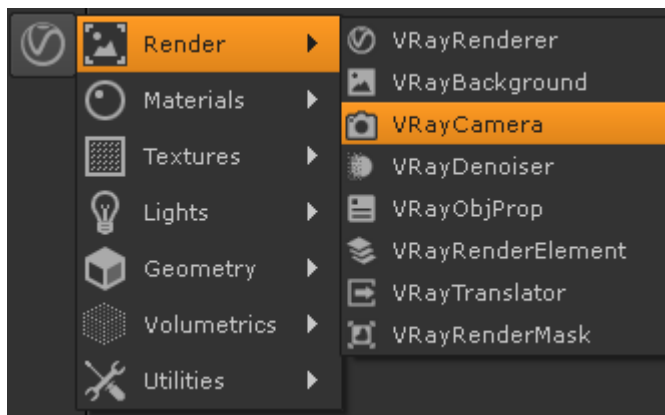 Render
Materials
Textures
Lights
Geometry
Volumetrics
Utilities
VRayRenderer
VRayBackground
VRayCamera
VRayDenoiser
VRayObjProp
VRayRenderElement
VRayTranslator
VRayRenderMask